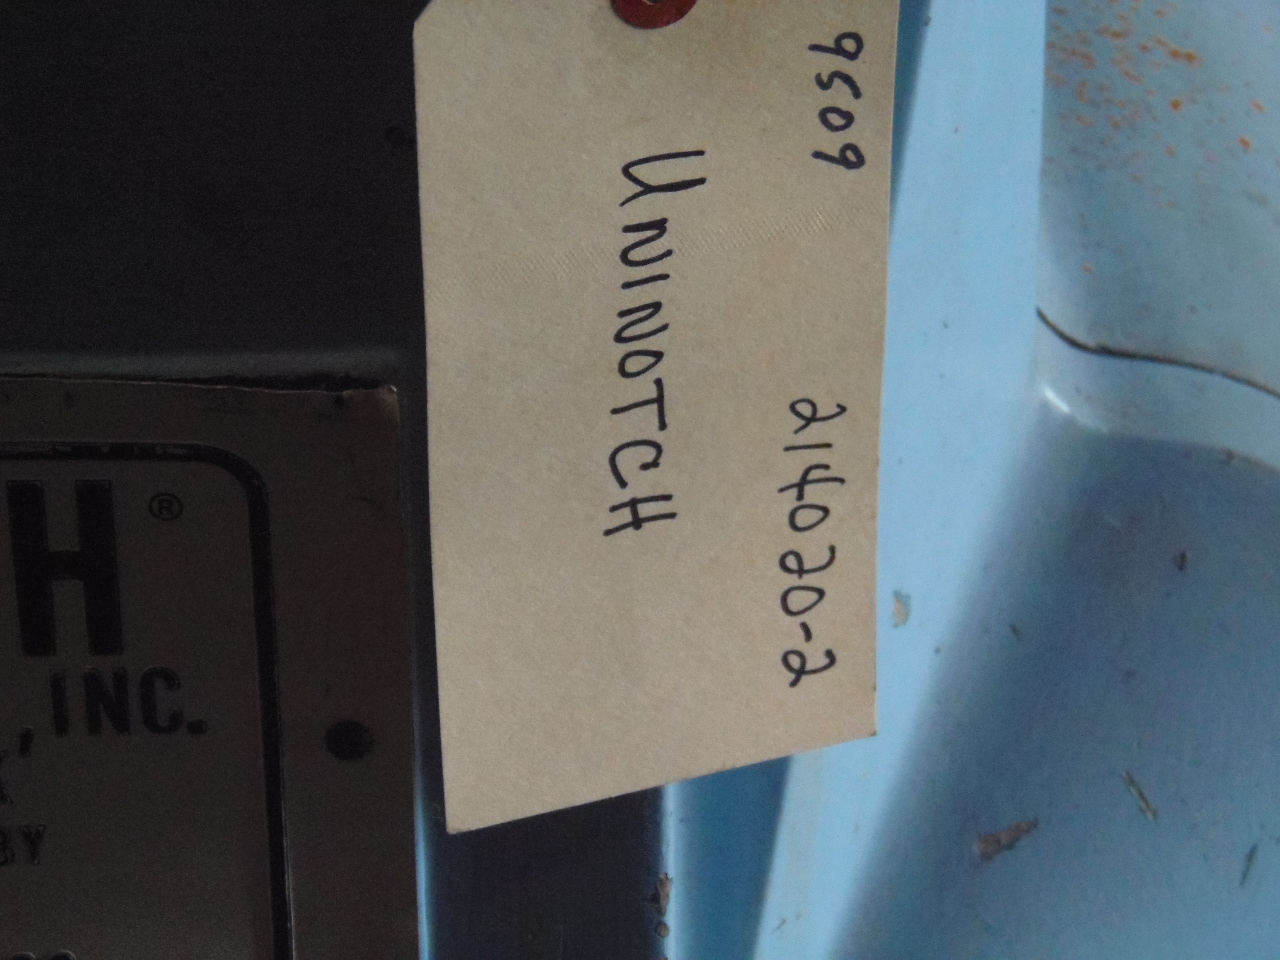 9509 214020-2
UNINOTCH
H ®
, INC.
BY